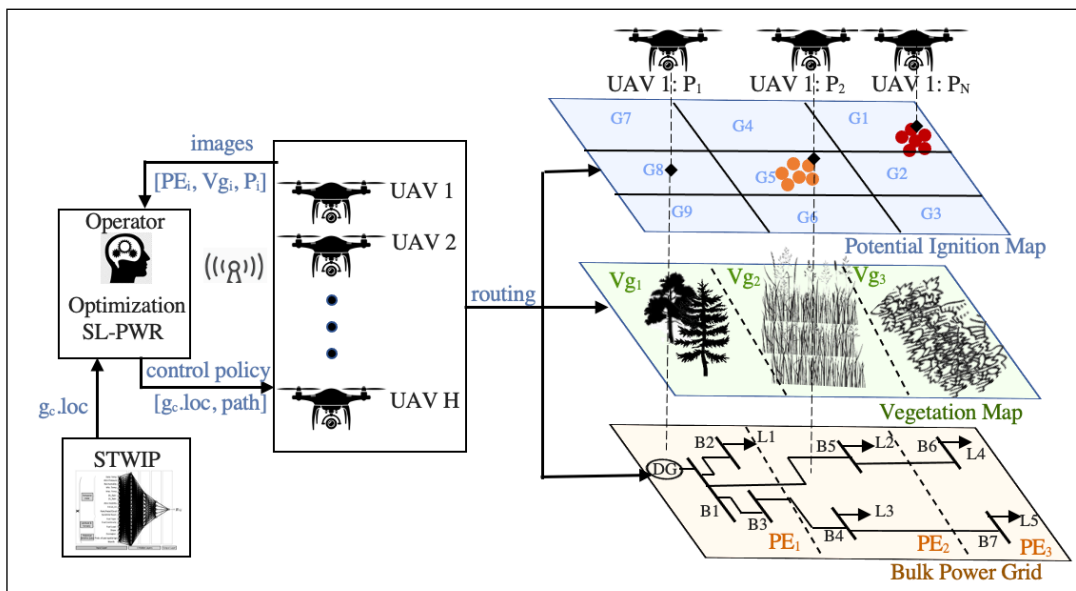 UAV 1: P1
UAV 1: P2
UAV 1: PN
G7
G4
G1
G8
G5
G2
G9
G6
G3
Potential Ignition Map
images
[PEi, Vgi, Pi]
Operator
Optimization
SL-PWR
control policy
[gc.loc, path]
gc.loc
STWIP
UAV 1
UAV 2
UAV H
routing
Vg1
Vg2
Vg3
Vegetation Map
DG
B1
B2
L1
B3
B5
L2
B6
L4
B4
L3
B7
L5
PE1
PE2
PE3
Bulk Power Grid